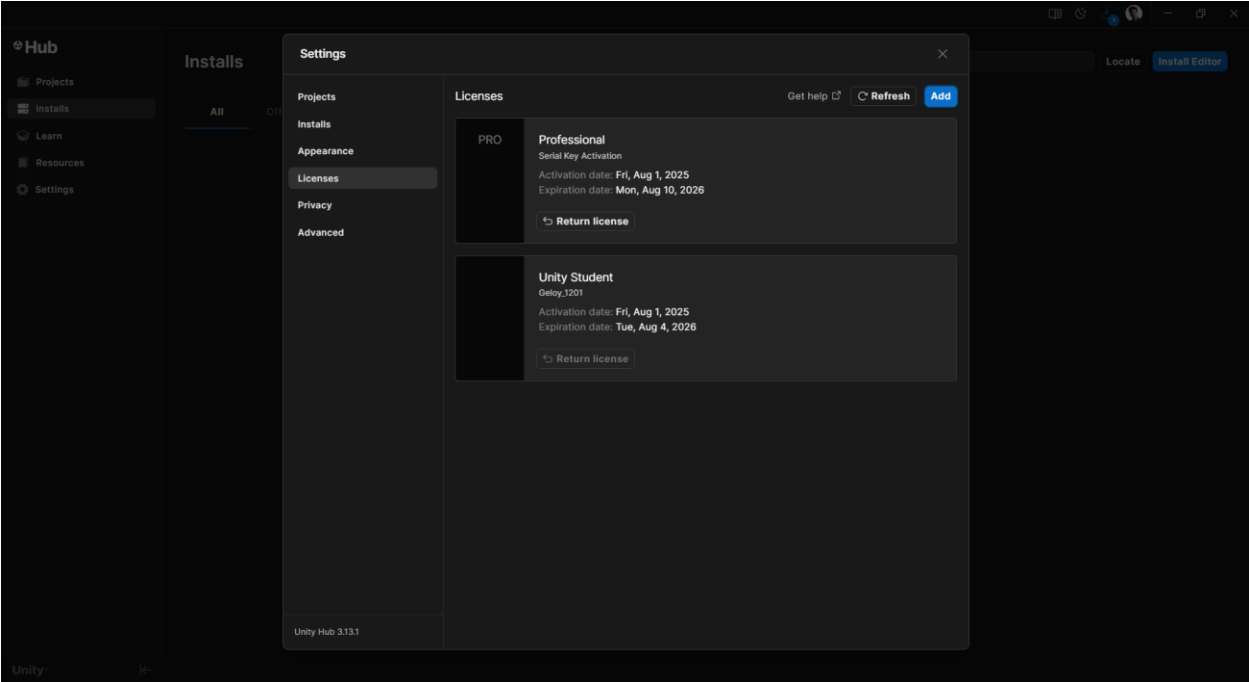 Hub
Projects
Installs
Learn
Resources
Settings
Unity
Installs
All
Off
Locate
Install Editor
1
Settings
Projects
Installs
Appearance
Licenses
Privacy
Advanced
Unity Hub 3.13.1
Licenses
Get help
Refresh
Add
PRO
Professional
Serial Key Activation
Activation date: Fri, Aug 1, 2025
Expiration date: Mon, Aug 10, 2026
Return license
Unity Student
Geloy_1201
Activation date: Fri, Aug 1, 2025
Expiration date: Tue, Aug 4, 2026
Return license